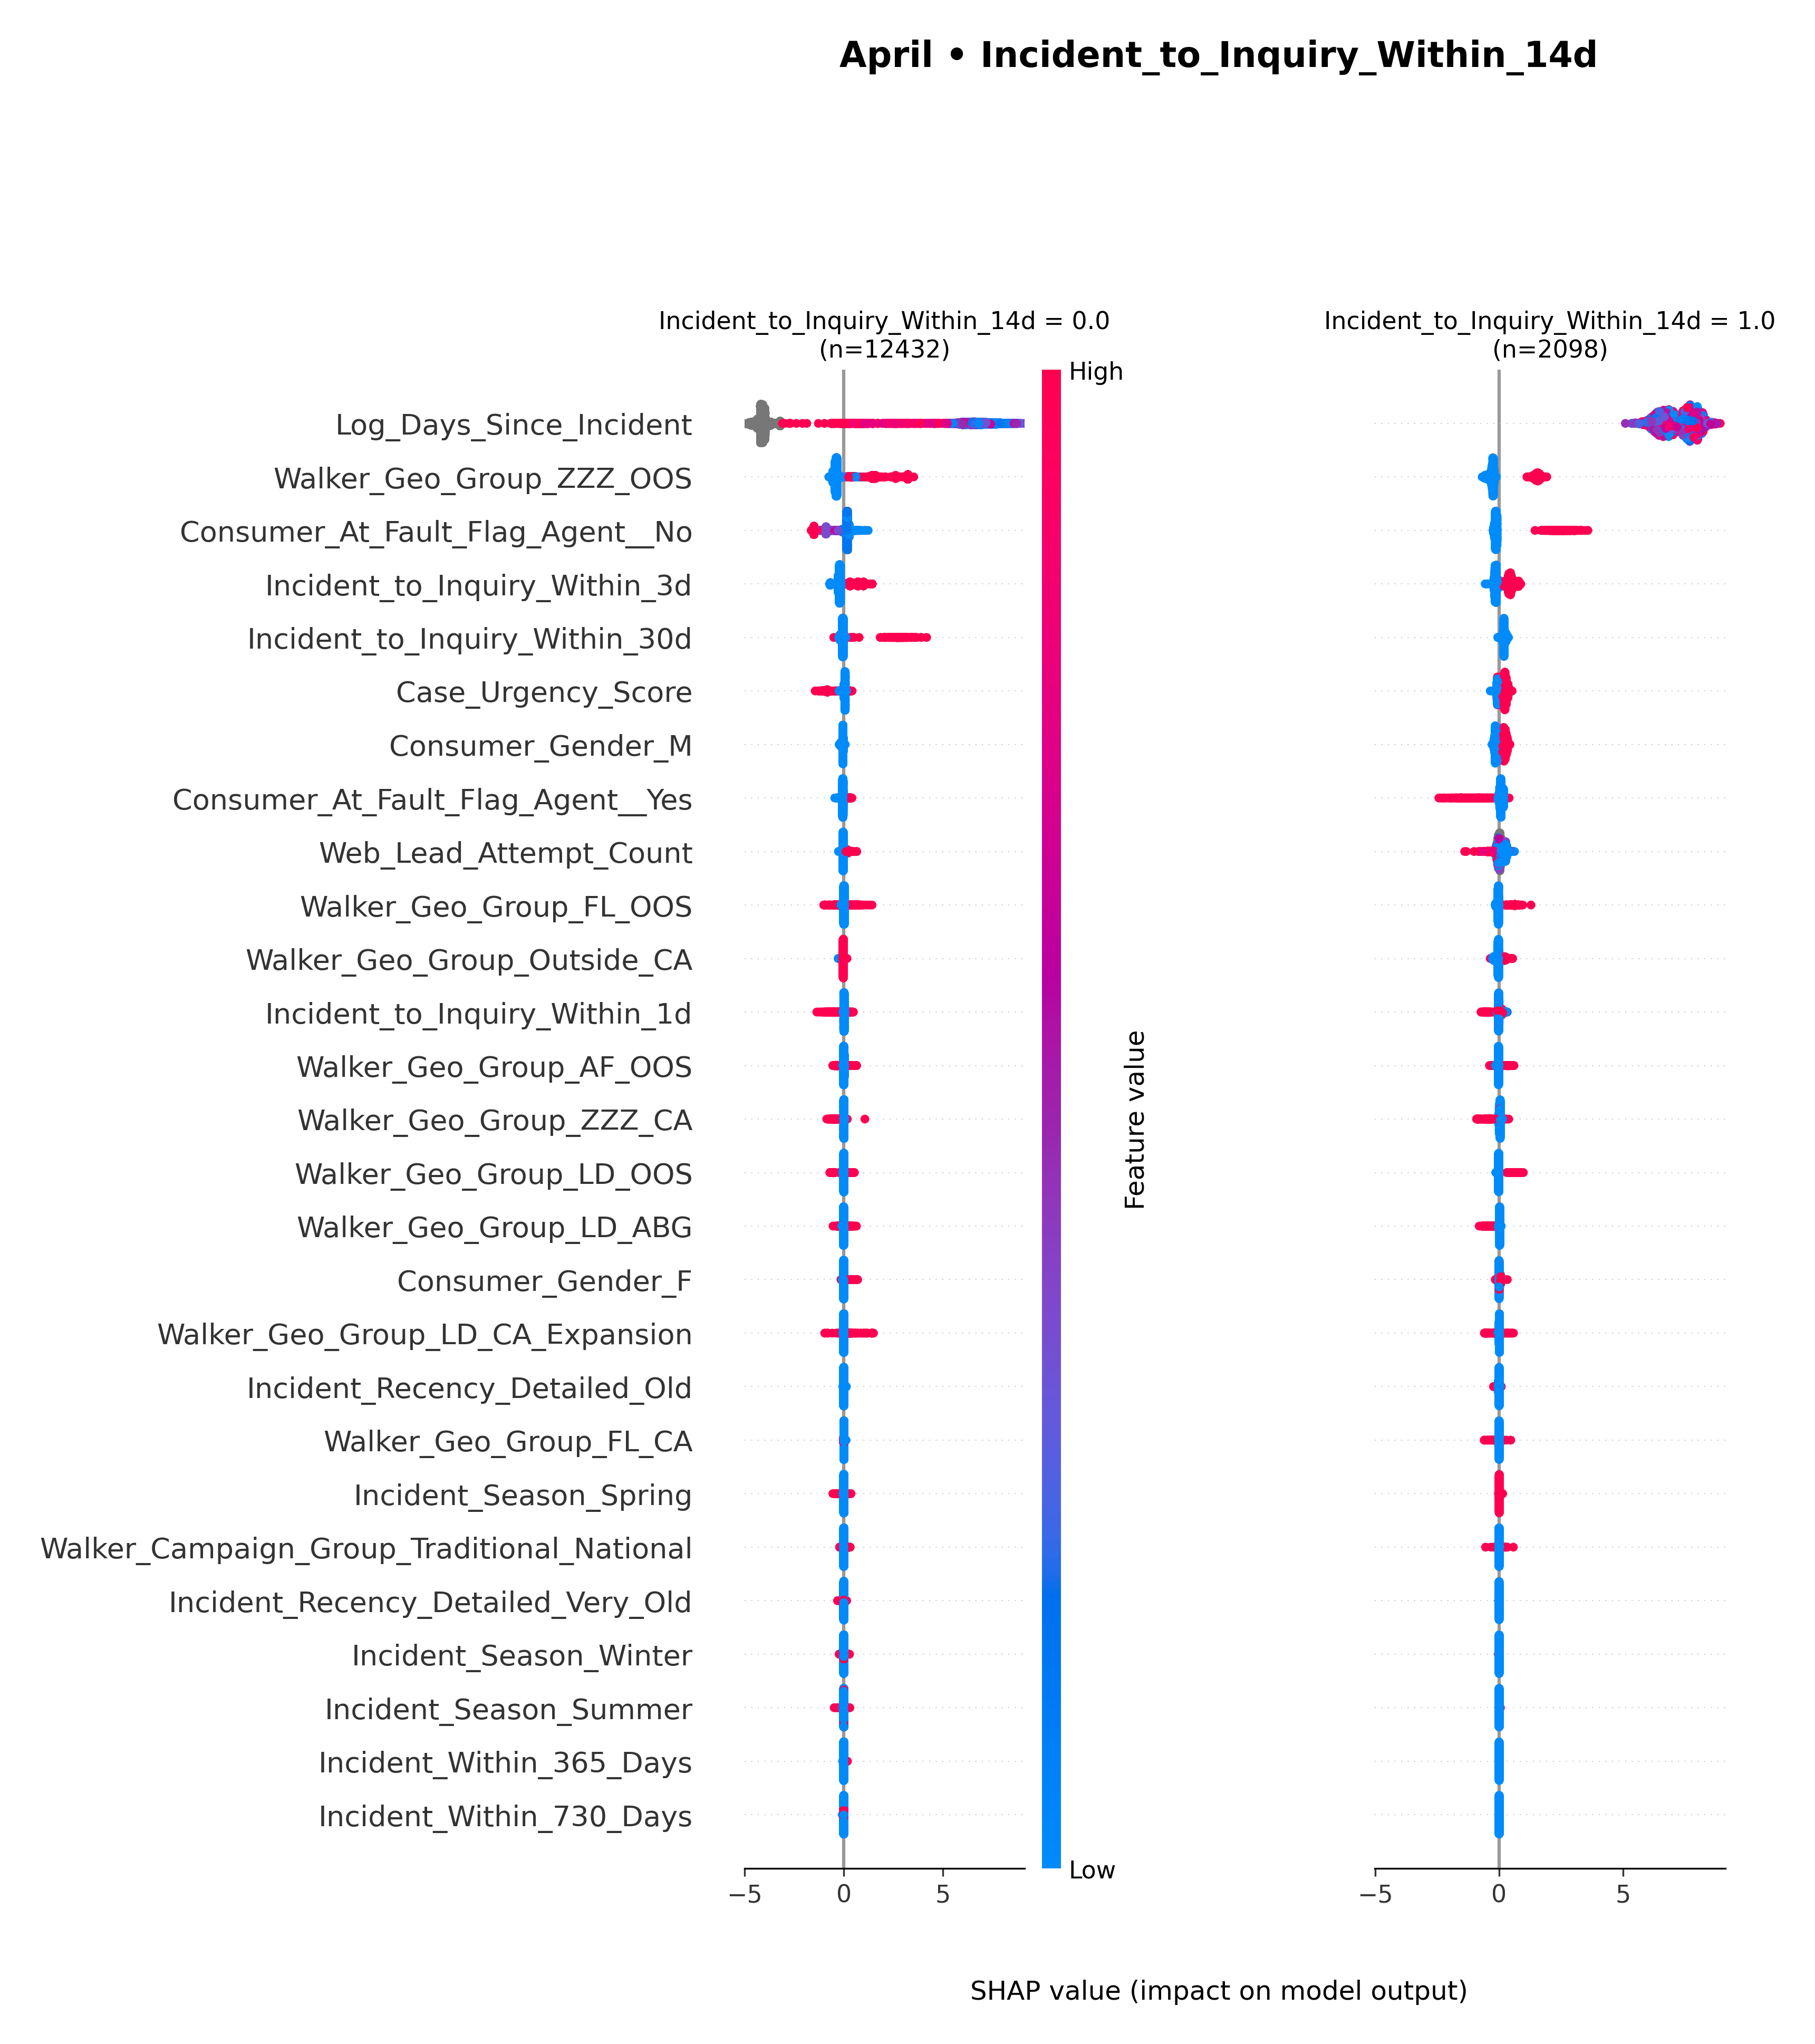 April • Incident_to_Inquiry_Within_14d
Incident_to_Inquiry_Within_14d = 0.0
(n=12432)
Incident_to_Inquiry_Within_14d = 1.0
(n=2098)
High
Log_Days_Since_Incident
Walker_Geo_Group_ZZZ_OOS
Consumer_At_Fault_Flag_Agent__No
Incident_to_Inquiry_Within_3d
Incident_to_Inquiry_Within_30d
Case_Urgency_Score
Consumer_Gender_M
Consumer_At_Fault_Flag_Agent__Yes
Web_Lead_Attempt_Count
Walker_Geo_Group_FL_OOS
Walker_Geo_Group_Outside_CA
Incident_to_Inquiry_Within_1d
Walker_Geo_Group_AF_OOS
Walker_Geo_Group_ZZZ_CA
Walker_Geo_Group_LD_OOS
Walker_Geo_Group_LD_ABG
Consumer_Gender_F
Walker_Geo_Group_LD_CA_Expansion
Incident_Recency_Detailed_Old
Walker_Geo_Group_FL_CA
Incident_Season_Spring
Walker_Campaign_Group_Traditional_National
Incident_Recency_Detailed_Very_Old
Incident_Season_Winter
Incident_Season_Summer
Incident_Within_365_Days
Incident_Within_730_Days
Feature value
Low
−5 0 5
−5 0 5
SHAP value (impact on model output)